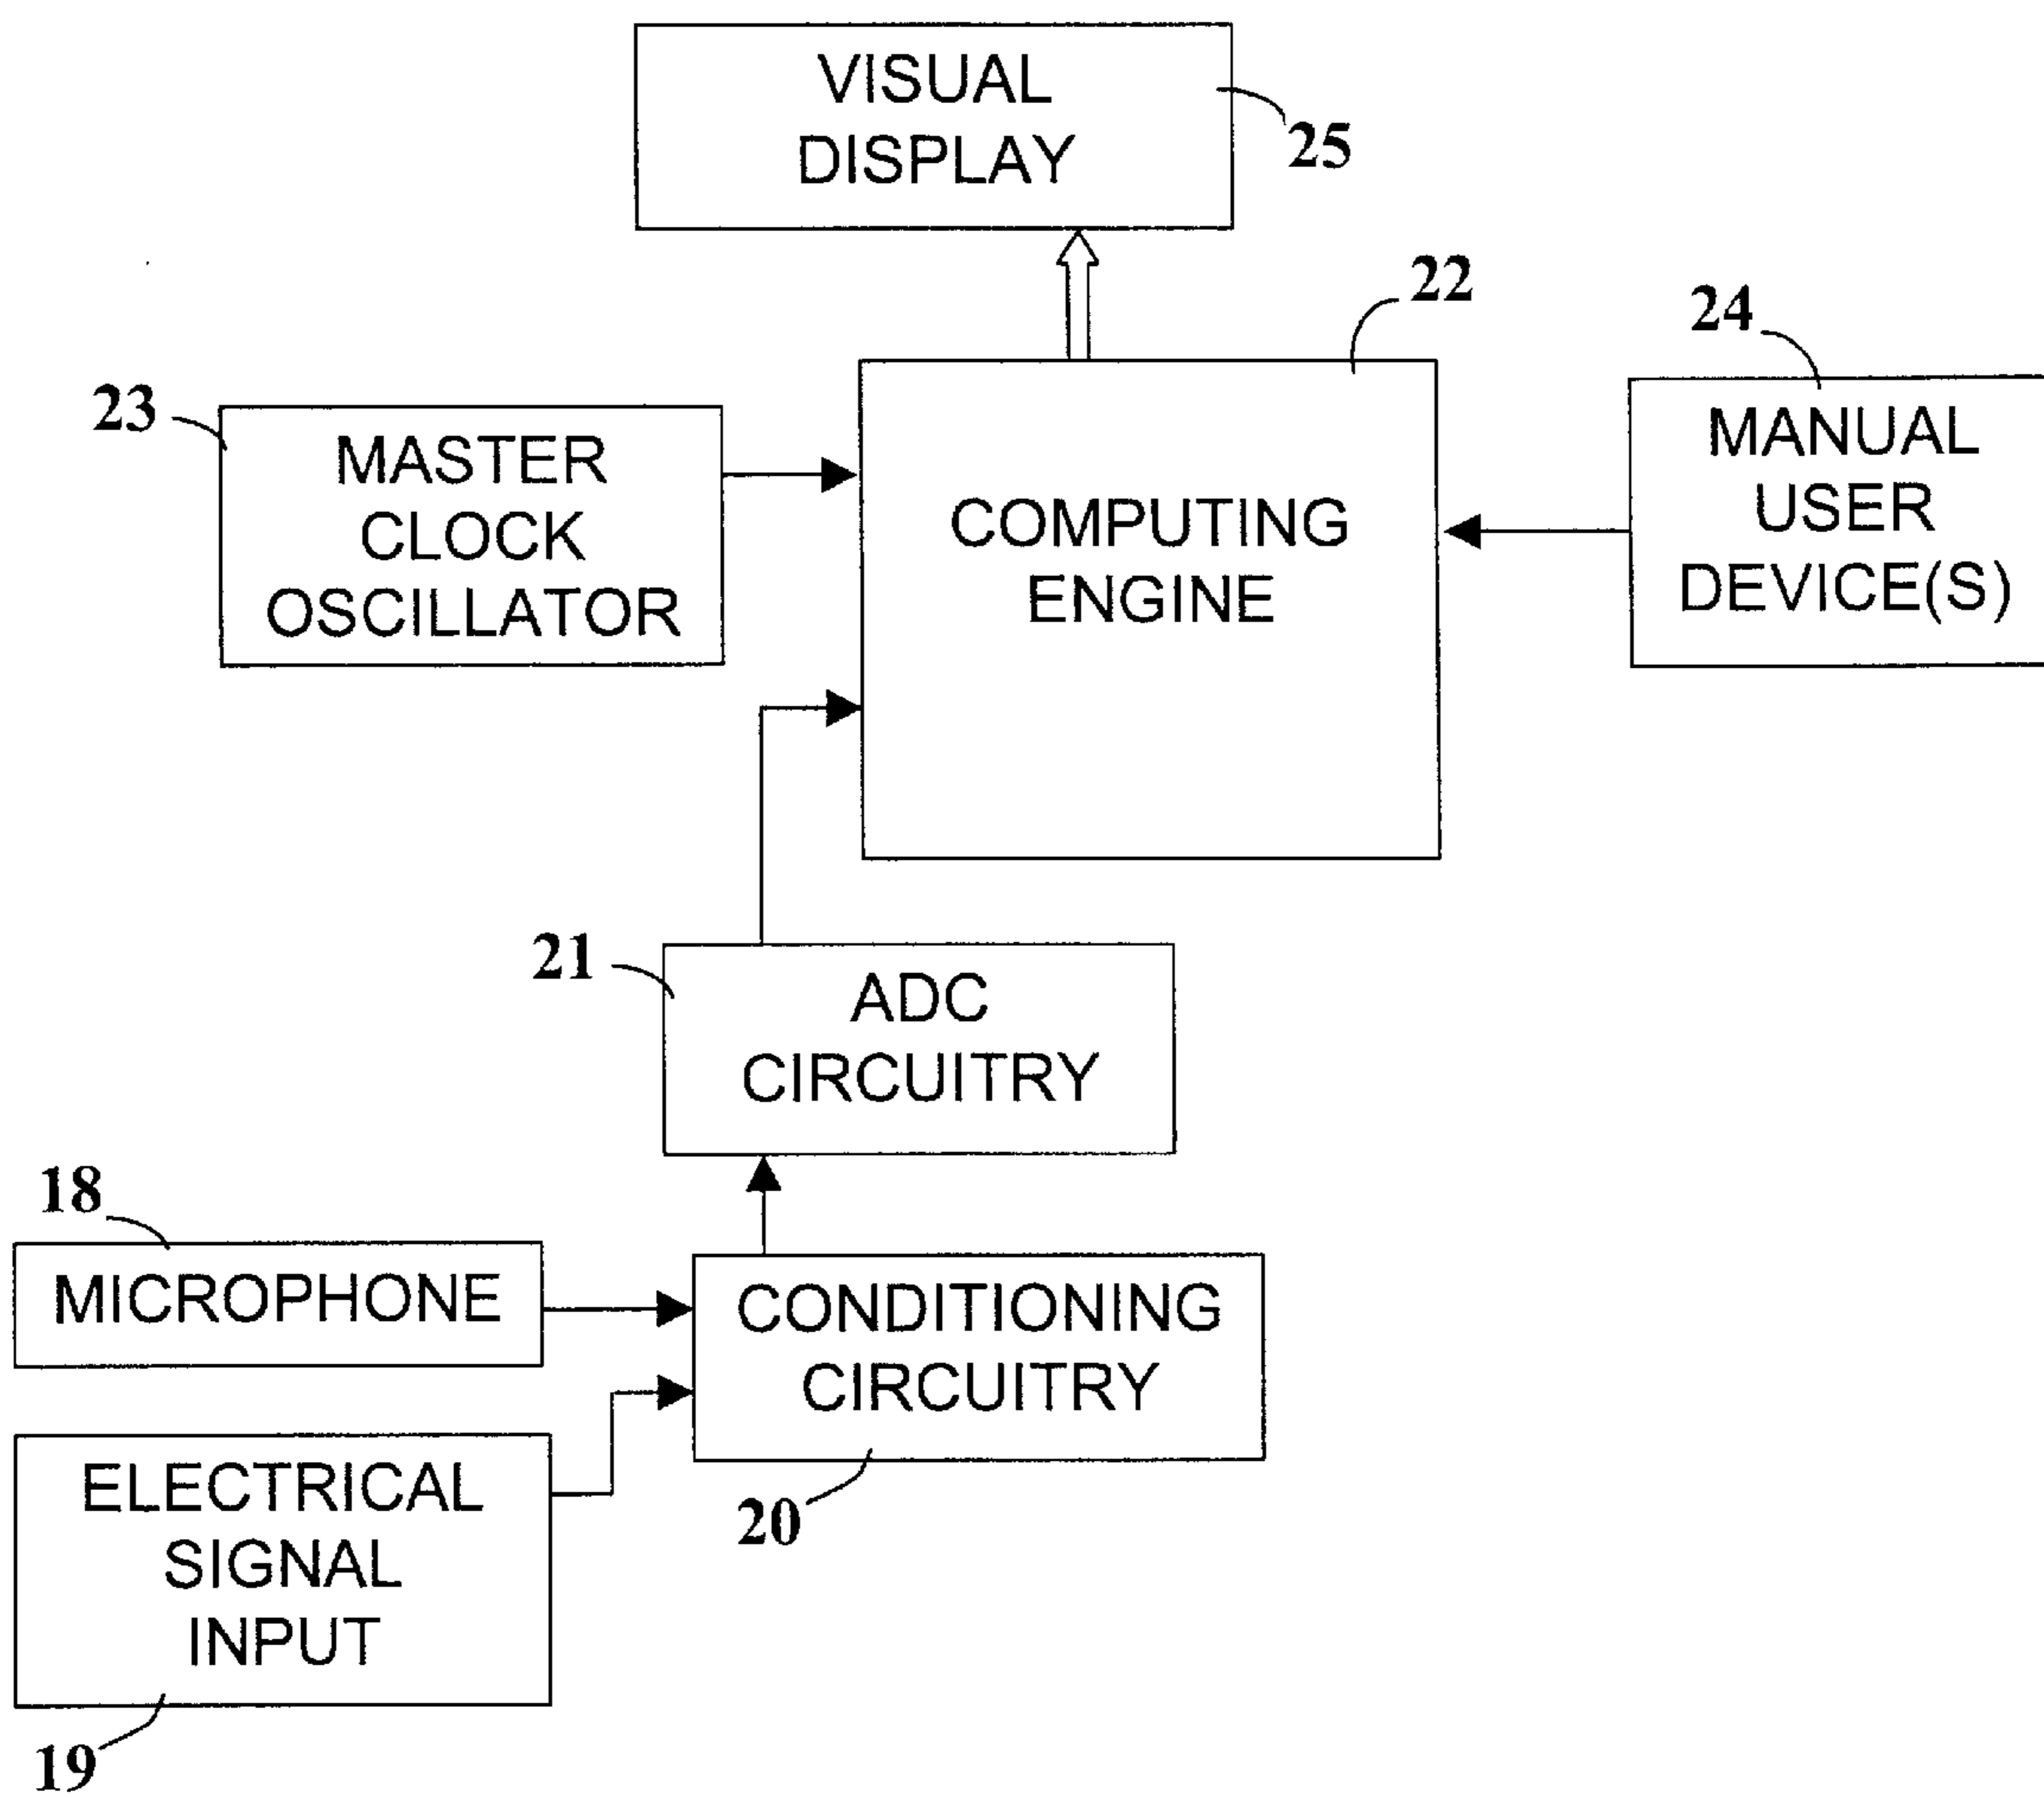 VISUAL
DISPLAY
25
22
24
23
MASTER
CLOCK
OSCILLATOR
COMPUTING
ENGINE
MANUAL
USER
DEVICE(S)
21
ADC
CIRCUITRY
18
MICROPHONE
CONDITIONING
CIRCUITRY
20
ELECTRICAL
SIGNAL
INPUT
19